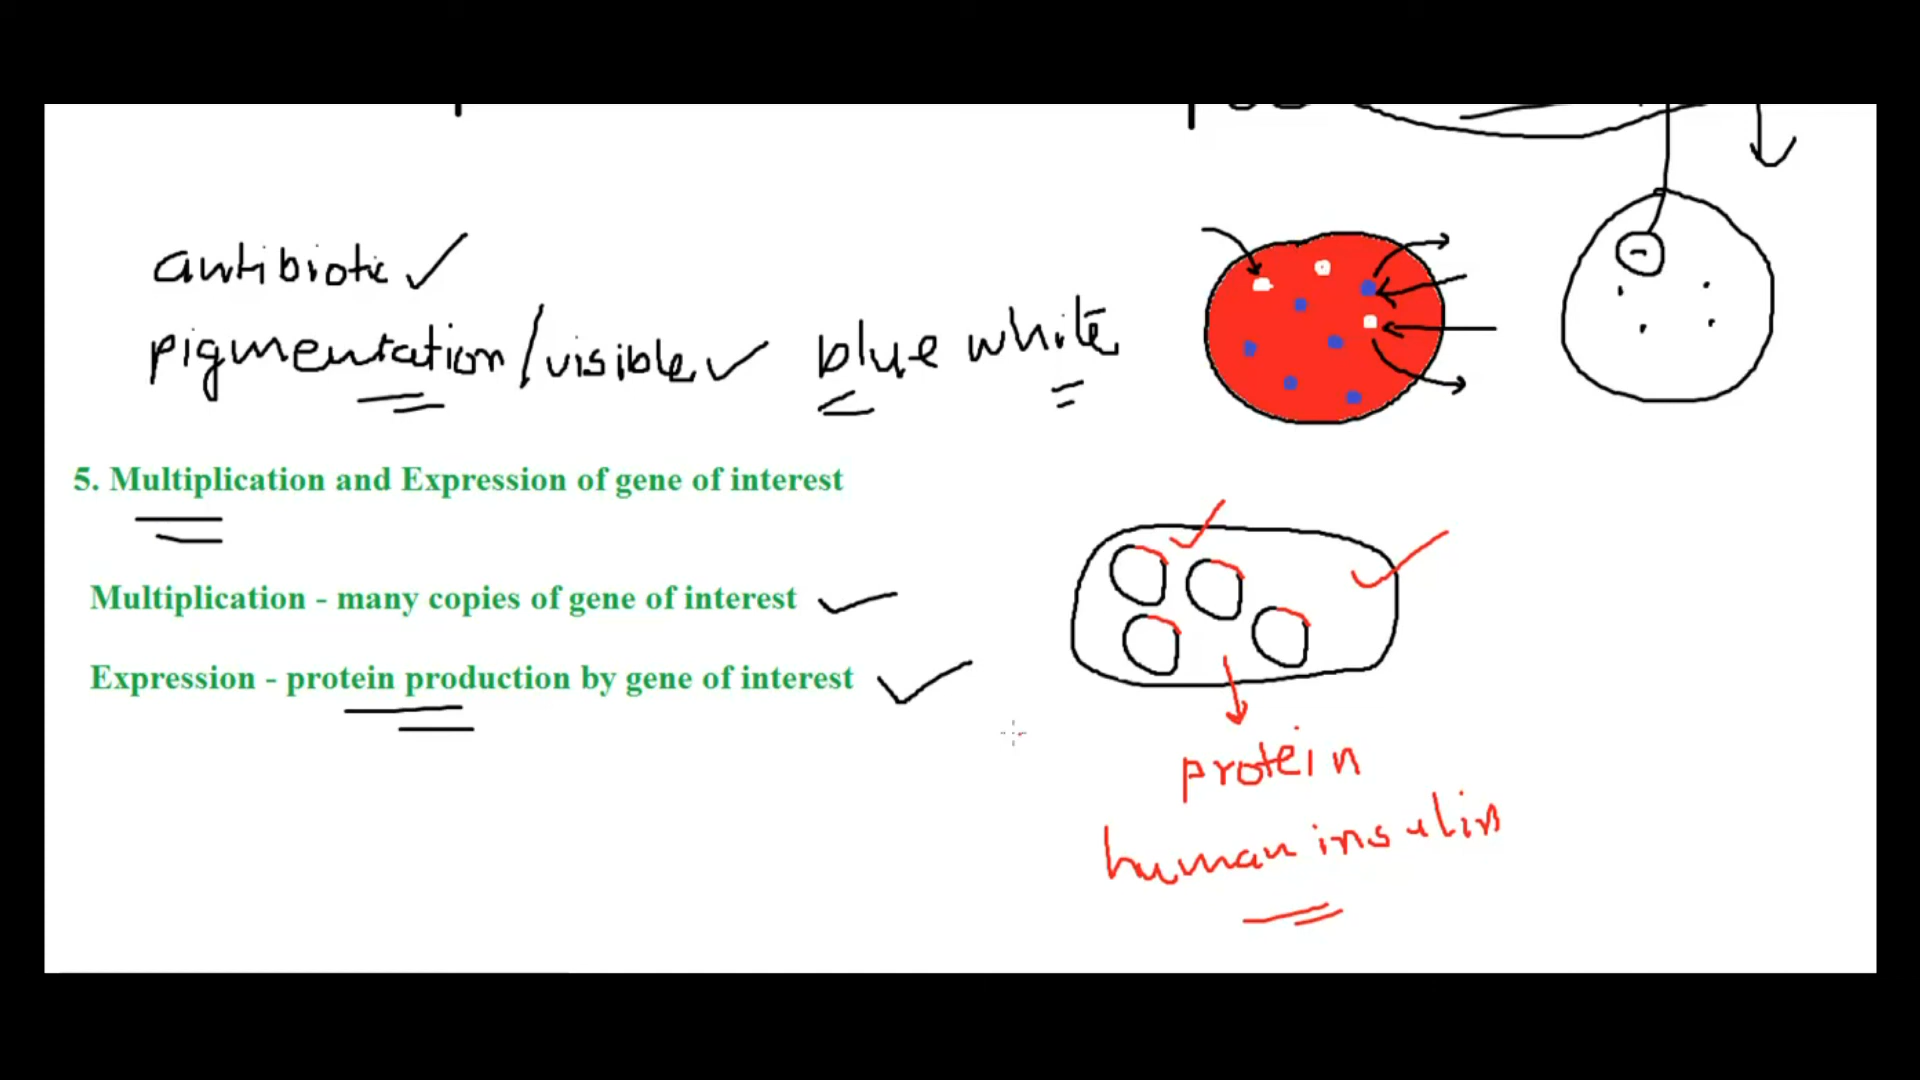 antibiotic
pigmentation/visible blue white
5. Multiplication and Expression of gene of interest
Multiplication - many copies of gene of interest
Expression - protein production by gene of interest
protein
human insulin